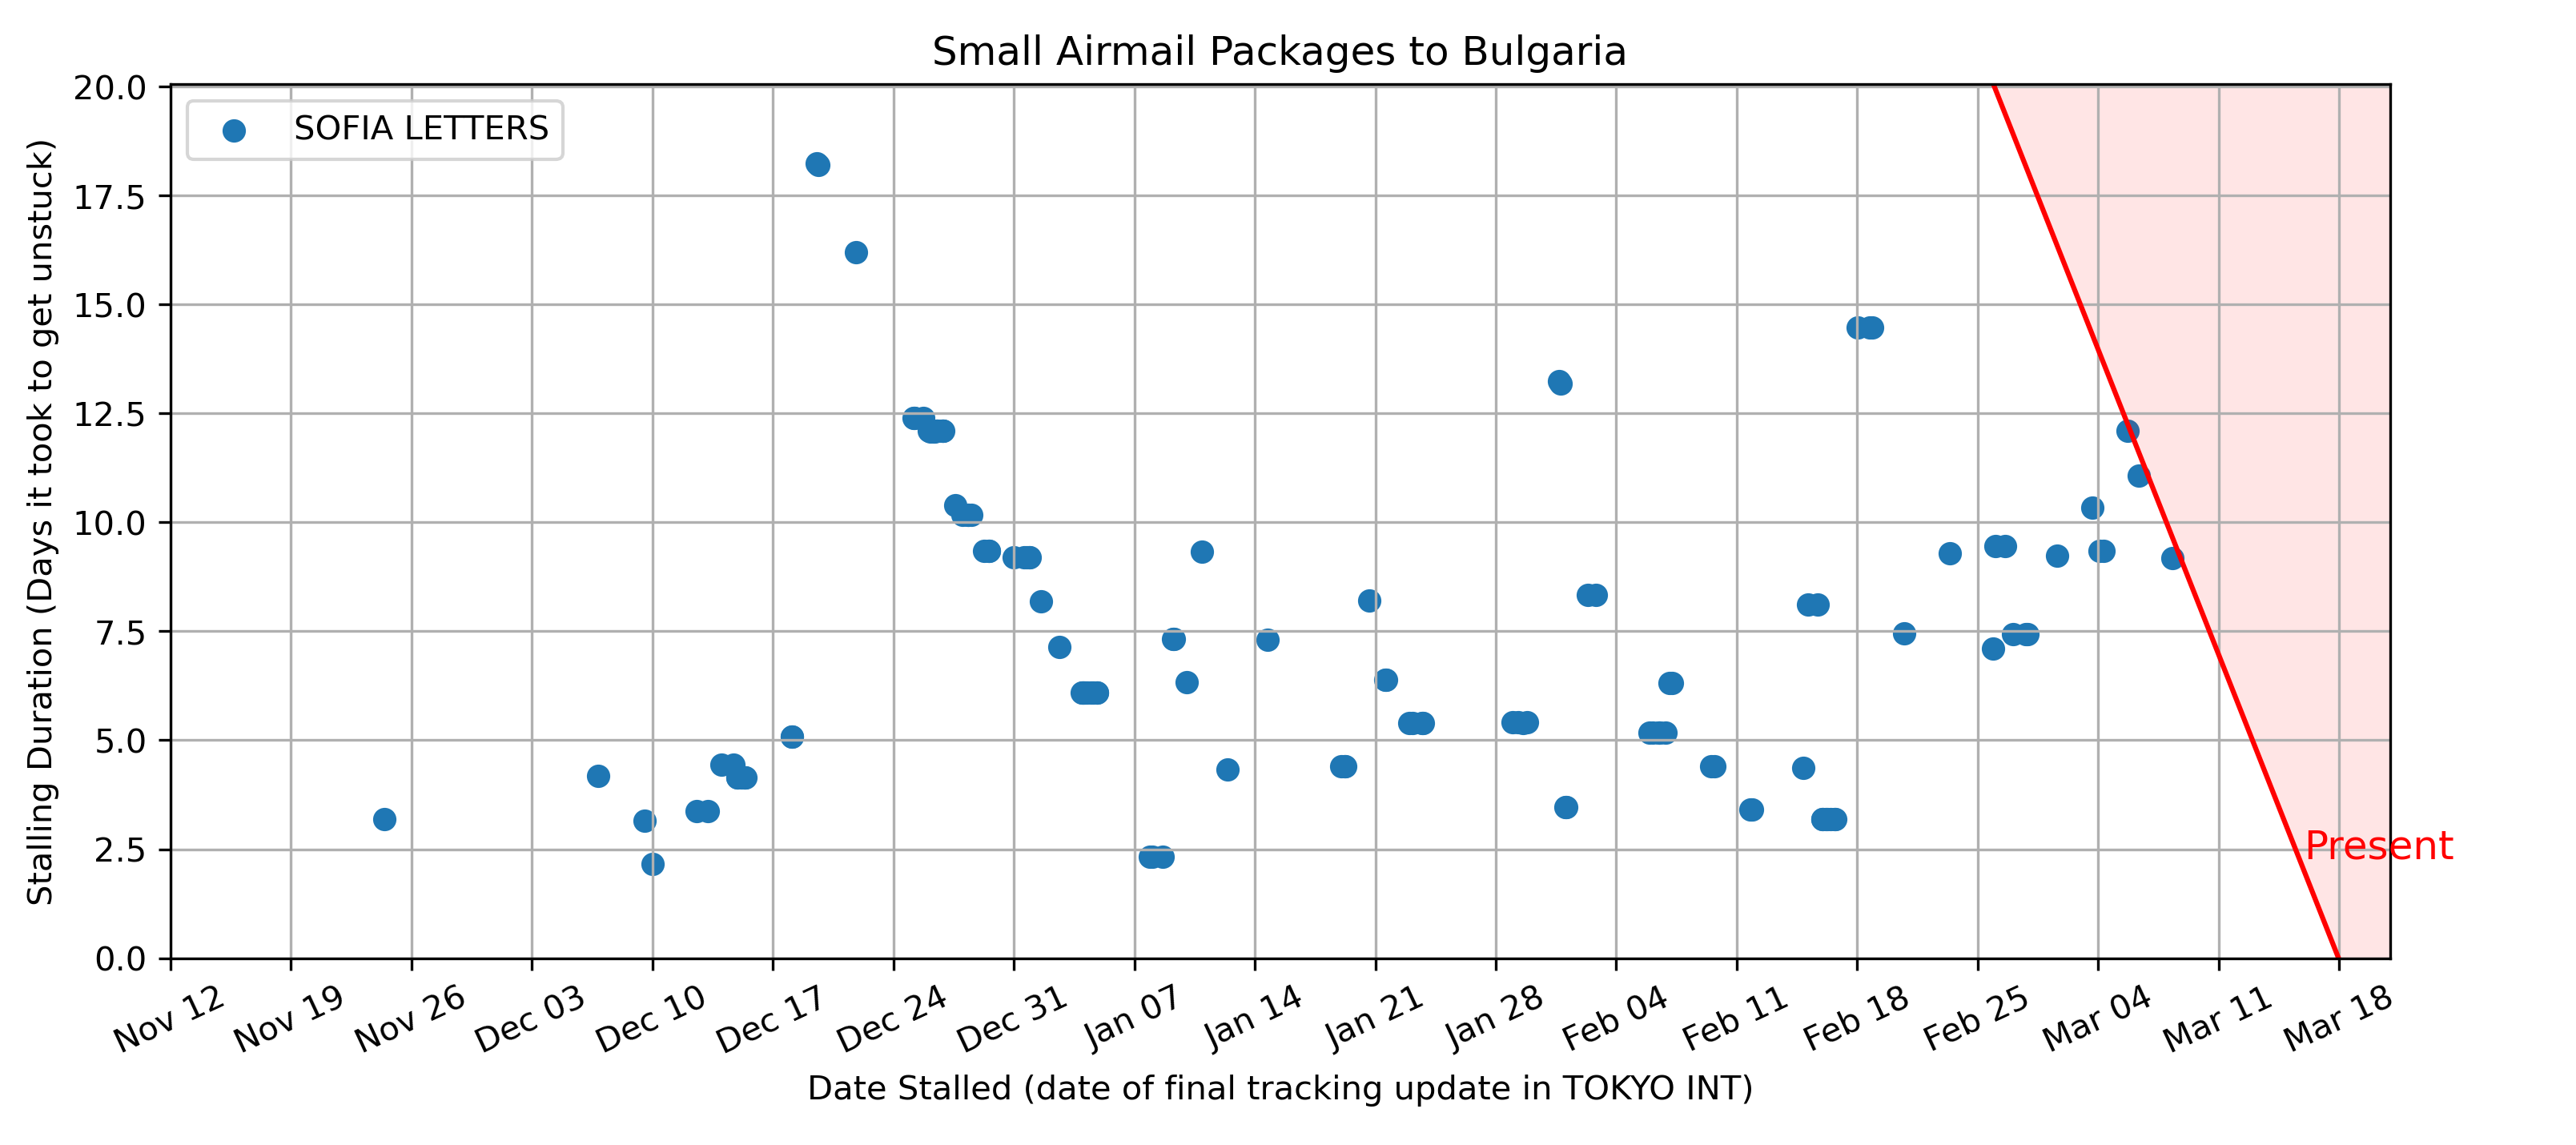 Small Airmail Packages to Bulgaria
SOFIA LETTERS
Stalling Duration (Days it took to get unstuck)
20.0
17.5
15.0
12.5
10.0
7.5
5.0
2.5
0.0
Present
Nov 12 Nov 19 Nov 26 Dec 03 Dec 10 Dec 17 Dec 24 Dec 31 Jan 07 Jan 14 Jan 21 Jan 28 Feb 04 Feb 11 Feb 18 Feb 25 Mar 04 Mar 11 Mar 18
Date Stalled (date of final tracking update in TOKYO INT)